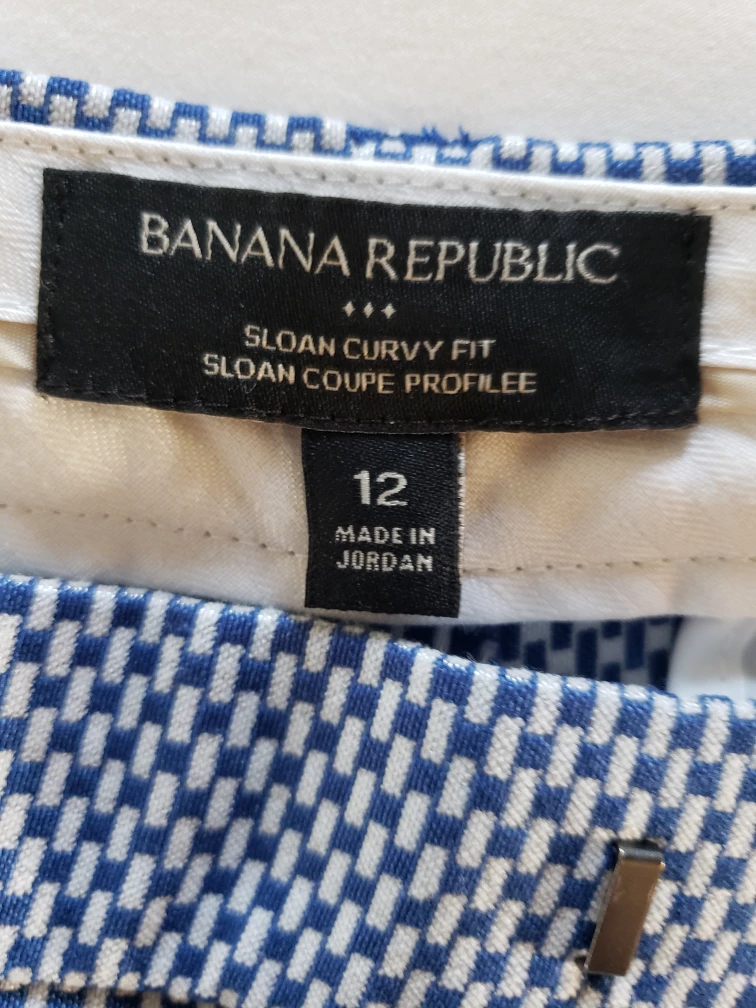 BANANA REPUBLIC
SLOAN CURVY FIT
SLOAN COUPE PROFILEE
12
MADE IN
JORDAN